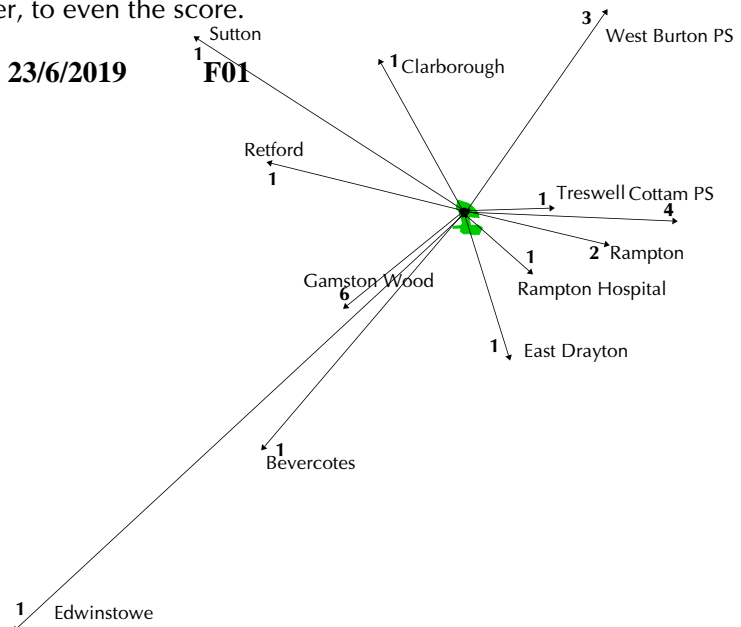 er, to even the score.
3
Sutton
West Burton PS
1
1 Clarborough
23/6/2019 F01
Retford
1
1 Treswell Cottam PS
4
2 Rampton
1
Gamston Wood
6
Rampton Hospital
1 East Drayton
1
Bevercotes
1 Edwinstowe